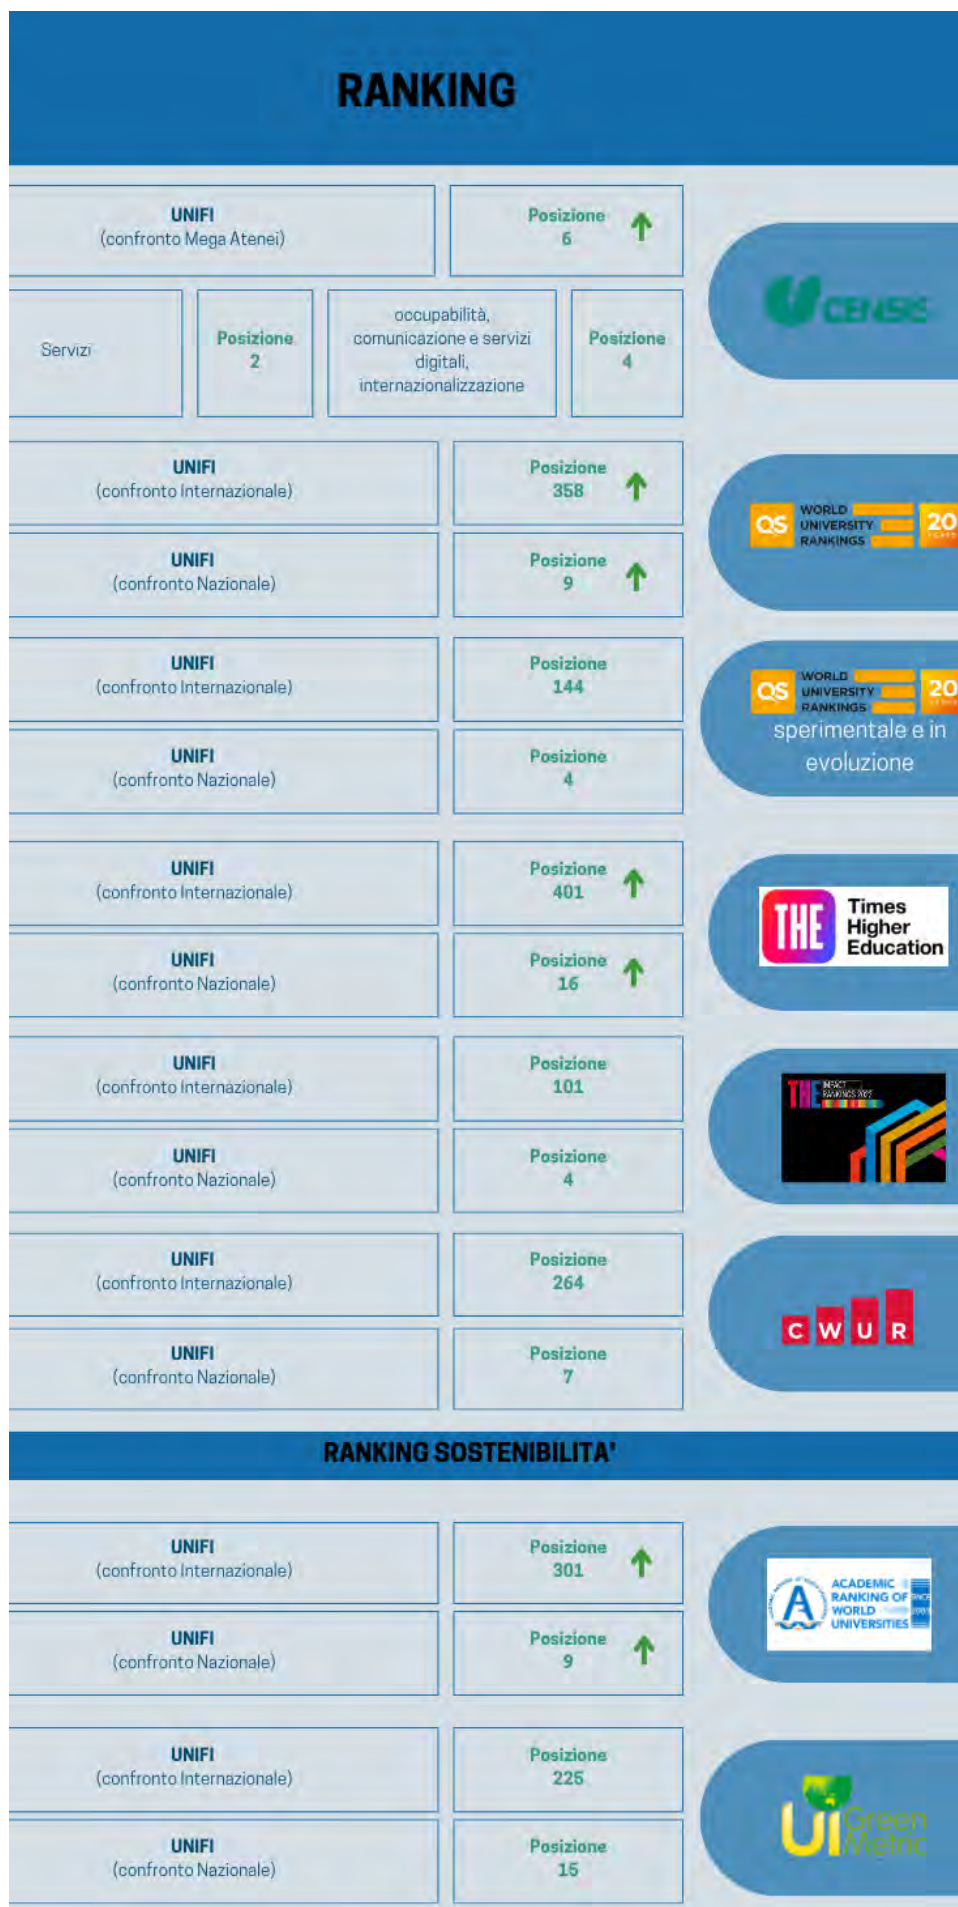 RANKING
UNIFI
(confronto Mega Atenei)
Posizione
6
CENSIS
Servizi
Posizione
2
occupabilità,
comunicazione e servizi
digitali,
internazionalizzazione
Posizione
4
UNIFI
(confronto Internazionale)
Posizione
358
QS WORLD
UNIVERSITY
RANKINGS
20
YEARS
UNIFI
(confronto Nazionale)
Posizione
9
UNIFI
(confronto Internazionale)
Posizione
144
QS WORLD
UNIVERSITY
RANKINGS
20
sperimentale e in
evoluzione
UNIFI
(confronto Nazionale)
Posizione
4
UNIFI
(confronto Internazionale)
Posizione
401
THE
Times
Higher
Education
UNIFI
(confronto Nazionale)
Posizione
16
UNIFI
(confronto Internazionale)
Posizione
101
THE
IMPACT
RANKINGS 2022
UNIFI
(confronto Nazionale)
Posizione
4
UNIFI
(confronto Internazionale)
Posizione
264
CWUR
UNIFI
(confronto Nazionale)
Posizione
7
RANKING SOSTENIBILITA'
UNIFI
(confronto Internazionale)
Posizione
301
ACADEMIC
RANKING OF
WORLD
UNIVERSITIES
UNIFI
(confronto Nazionale)
Posizione
9
UNIFI
(confronto Internazionale)
Posizione
225
UI Green
Metric
UNIFI
(confronto Nazionale)
Posizione
15